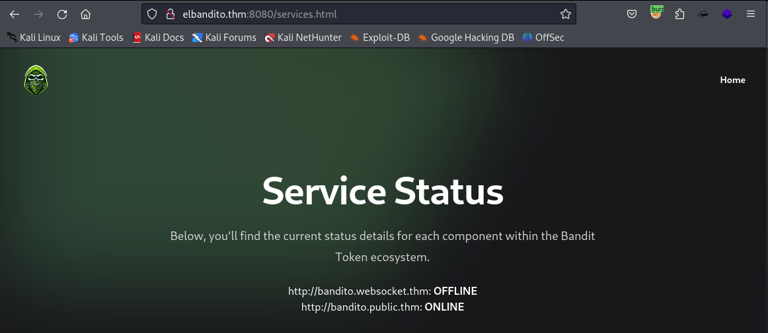 elbandito.thm:8080/services.html
Kali Linux Kali Tools Kali Docs Kali Forums Kali NetHunter Exploit-DB Google Hacking DB OffSec
Home
Service Status
Below, you'll find the current status details for each component within the Bandit
Token ecosystem.
http://bandito.websocket.thm: OFFLINE
http://bandito.public.thm: ONLINE